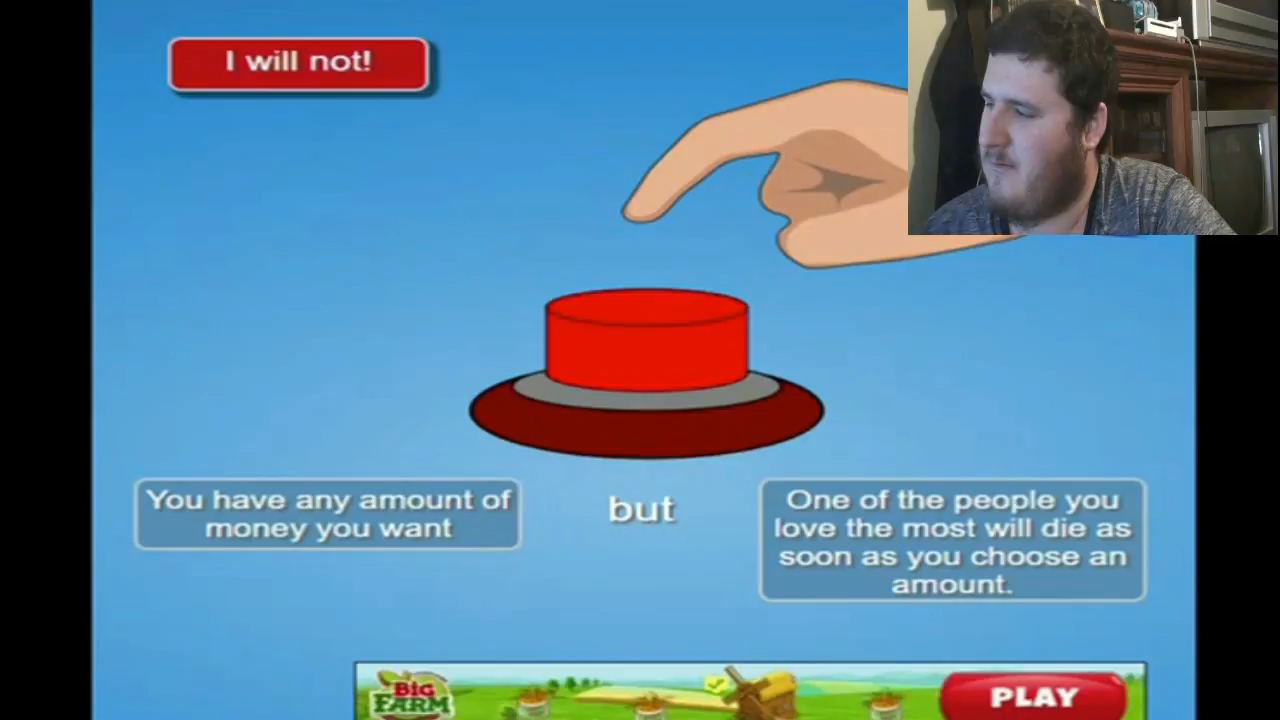 I will not!
You have any amount of
money you want
but
One of the people you
love the most will die as
soon as you choose an
amount.
BIG
FARM
PLAY